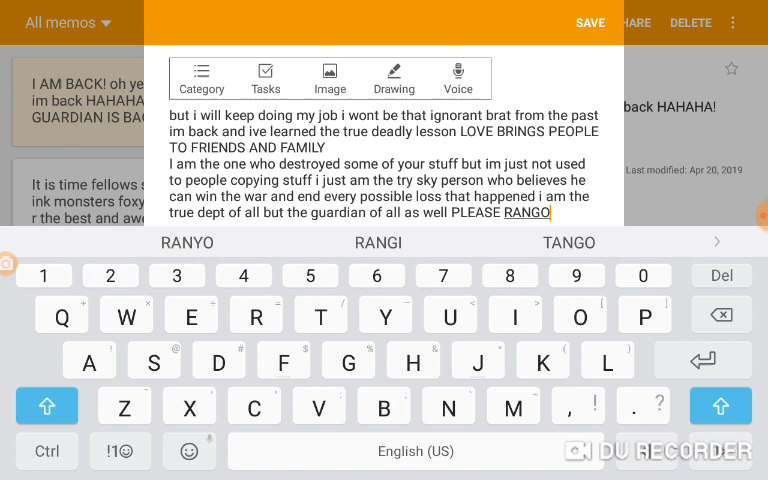 All memos
SAVE
HARE
DELETE
I AM BACK! oh ye
im back HAHAHA
GUARDIAN IS BAC
It is time fellows s
ink monsters foxy
r the best and awe
Category
Tasks
Image
Drawing
Voice
but i will keep doing my job i wont be that ignorant brat from the past
im back and ive learned the true deadly lesson LOVE BRINGS PEOPLE
TO FRIENDS AND FAMILY
I am the one who destroyed some of your stuff but im just not used
to people copying stuff i just am the try sky person who believes he
can win the war and end every possible loss that happened i am the
true dept of all but the guardian of all as well PLEASE RANGO
back HAHAHA!
Last modified: Apr 20, 2019
RANYO
RANGI
TANGO
1 2 3 4 5 6 7 8 9 0 Del
Q W E R T Y U I O P
A S D F G H J K L
Z X C V B N M , ! . ?
Ctrl
!1☺
English (US)
DU RECORDER